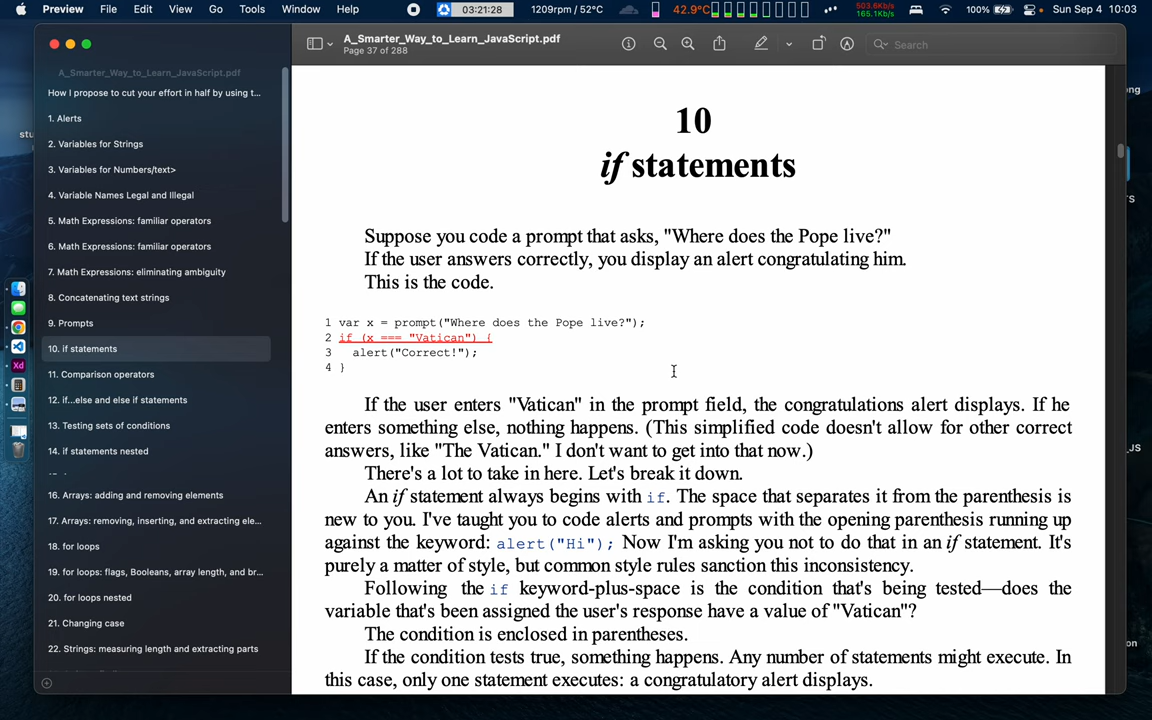 Preview File Edit View Go Tools Window Help 03:21:28 1209rpm / 52°C 42.9°C 503.6Kb/s 165.1Kb/s 100% Sun Sep 4 10:03
A_Smarter_Way_to_Learn_JavaScript.pdf
Page 37 of 288
Search
A_Smarter_Way_to_Learn_JavaScript.pdf
How I propose to cut your effort in half by using t...
1. Alerts
2. Variables for Strings
3. Variables for Numbers/text>
4. Variable Names Legal and Illegal
5. Math Expressions: familiar operators
6. Math Expressions: familiar operators
7. Math Expressions: eliminating ambiguity
8. Concatenating text strings
9. Prompts
10. if statements
11. Comparison operators
12. if...else and else if statements
13. Testing sets of conditions
14. if statements nested
16. Arrays: adding and removing elements
17. Arrays: removing, inserting, and extracting ele...
18. for loops
19. for loops: flags, Booleans, array length, and br...
20. for loops nested
21. Changing case
22. Strings: measuring length and extracting parts
10
if statements
Suppose you code a prompt that asks, "Where does the Pope live?"
If the user answers correctly, you display an alert congratulating him.
This is the code.
1 var x = prompt("Where does the Pope live?");
2 if (x === "Vatican") {
3 alert("Correct!");
4 }
If the user enters "Vatican" in the prompt field, the congratulations alert displays. If he
enters something else, nothing happens. (This simplified code doesn't allow for other correct
answers, like "The Vatican." I don't want to get into that now.)
There's a lot to take in here. Let's break it down.
An if statement always begins with if. The space that separates it from the parenthesis is
new to you. I've taught you to code alerts and prompts with the opening parenthesis running up
against the keyword: alert("Hi"); Now I'm asking you not to do that in an if statement. It's
purely a matter of style, but common style rules sanction this inconsistency.
Following the if keyword-plus-space is the condition that's being tested—does the
variable that's been assigned the user's response have a value of "Vatican"?
The condition is enclosed in parentheses.
If the condition tests true, something happens. Any number of statements might execute. In
this case, only one statement executes: a congratulatory alert displays.
Xd
stu
ong
rs
_JS
on